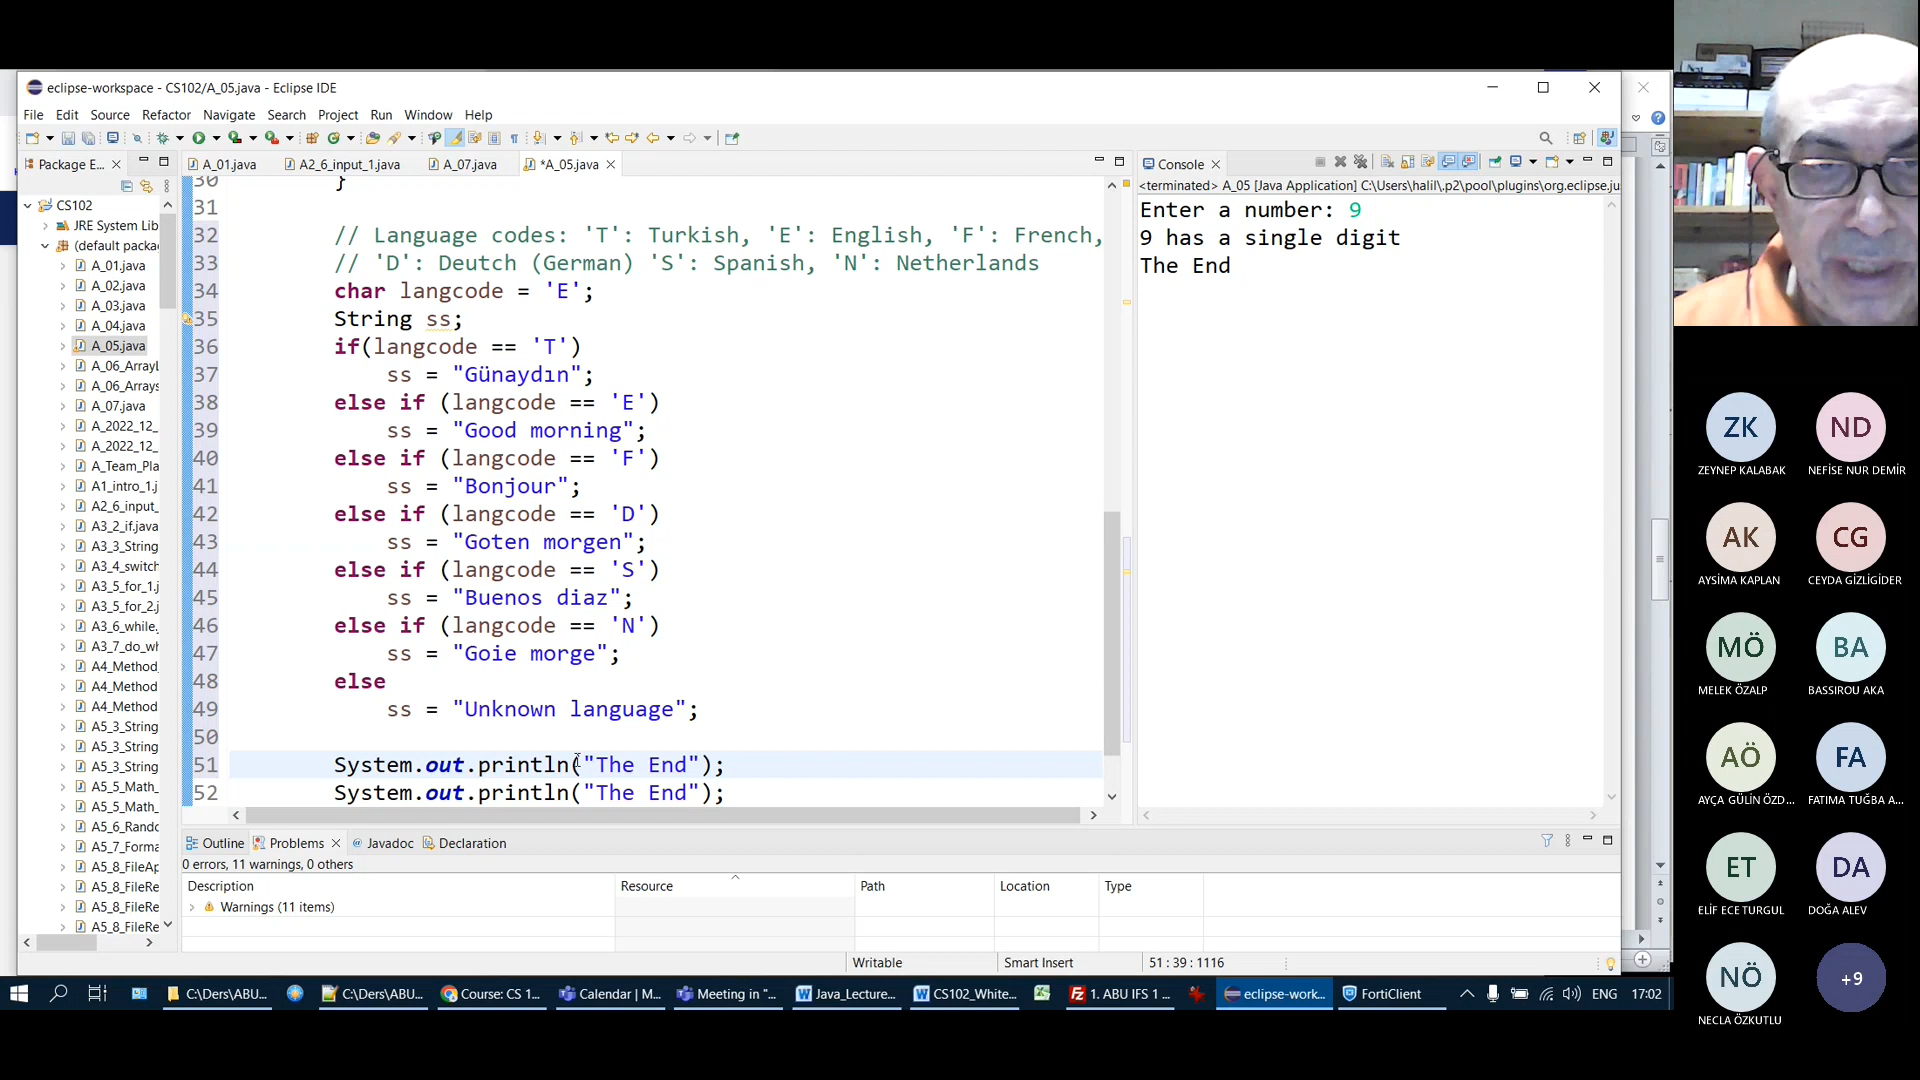 eclipse-workspace - CS102/A_05.java - Eclipse IDE
File Edit Source Refactor Navigate Search Project Run Window Help
Package E...
A_01.java
A2_6_input_1.java
A_07.java
*A_05.java
CS102
JRE System Lib
(default packa
A_01.java
A_02.java
A_03.java
A_04.java
A_05.java
A_06_ArrayL
A_06_Arrays
A_07.java
A_2022_12_
A_2022_12_
A_Team_Pla
A1_intro_1.j
A2_6_input_
A3_2_if.java
A3_3_String
A3_4_switch
A3_5_for_1.j
A3_5_for_2.j
A3_6_while.
A3_7_do_wh
A4_Method_
A4_Method
A4_Method
A5_3_String
A5_3_String
A5_3_String
A5_5_Math_
A5_5_Math_
A5_6_Rando
A5_7_Forma
A5_8_FileAp
A5_8_FileRe
A5_8_FileRe
A5_8_FileRe
30 }
31
32 // Language codes: 'T': Turkish, 'E': English, 'F': French,
33 // 'D': Deutch (German) 'S': Spanish, 'N': Netherlands
34 char langcode = 'E';
35 String ss;
36 if(langcode == 'T')
37 ss = "Günaydın";
38 else if (langcode == 'E')
39 ss = "Good morning";
40 else if (langcode == 'F')
41 ss = "Bonjour";
42 else if (langcode == 'D')
43 ss = "Goten morgen";
44 else if (langcode == 'S')
45 ss = "Buenos diaz";
46 else if (langcode == 'N')
47 ss = "Goie morge";
48 else
49 ss = "Unknown language";
50
51 System.out.println("The End");
52 System.out.println("The End");
Console
<terminated> A_05 [Java Application] C:\Users\halil\.p2\pool\plugins\org.eclipse.ju
Enter a number: 9
9 has a single digit
The End
Outline Problems @ Javadoc Declaration
0 errors, 11 warnings, 0 others
Description Resource Path Location Type
Warnings (11 items)
Writable Smart Insert 51 : 39 : 1116
C:\Ders\ABU... C:\Ders\ABU... Course: CS 1... Calendar | M... Meeting in "... Java_Lecture... CS102_White... 1. ABU IFS 1 ... eclipse-work... FortiClient ENG 17:02
ZK
ZEYNEP KALABAK
ND
NEFİSE NUR DEMİR
AK
AYSİMA KAPLAN
CG
CEYDA GİZLİGİDER
MÖ
MELEK ÖZALP
BA
BASSIROU AKA
AÖ
AYÇA GÜLİN ÖZD...
FA
FATIMA TUĞBA A...
ET
ELİF ECE TURGUL
DA
DOĞA ALEV
NÖ
NECLA ÖZKUTLU
+9